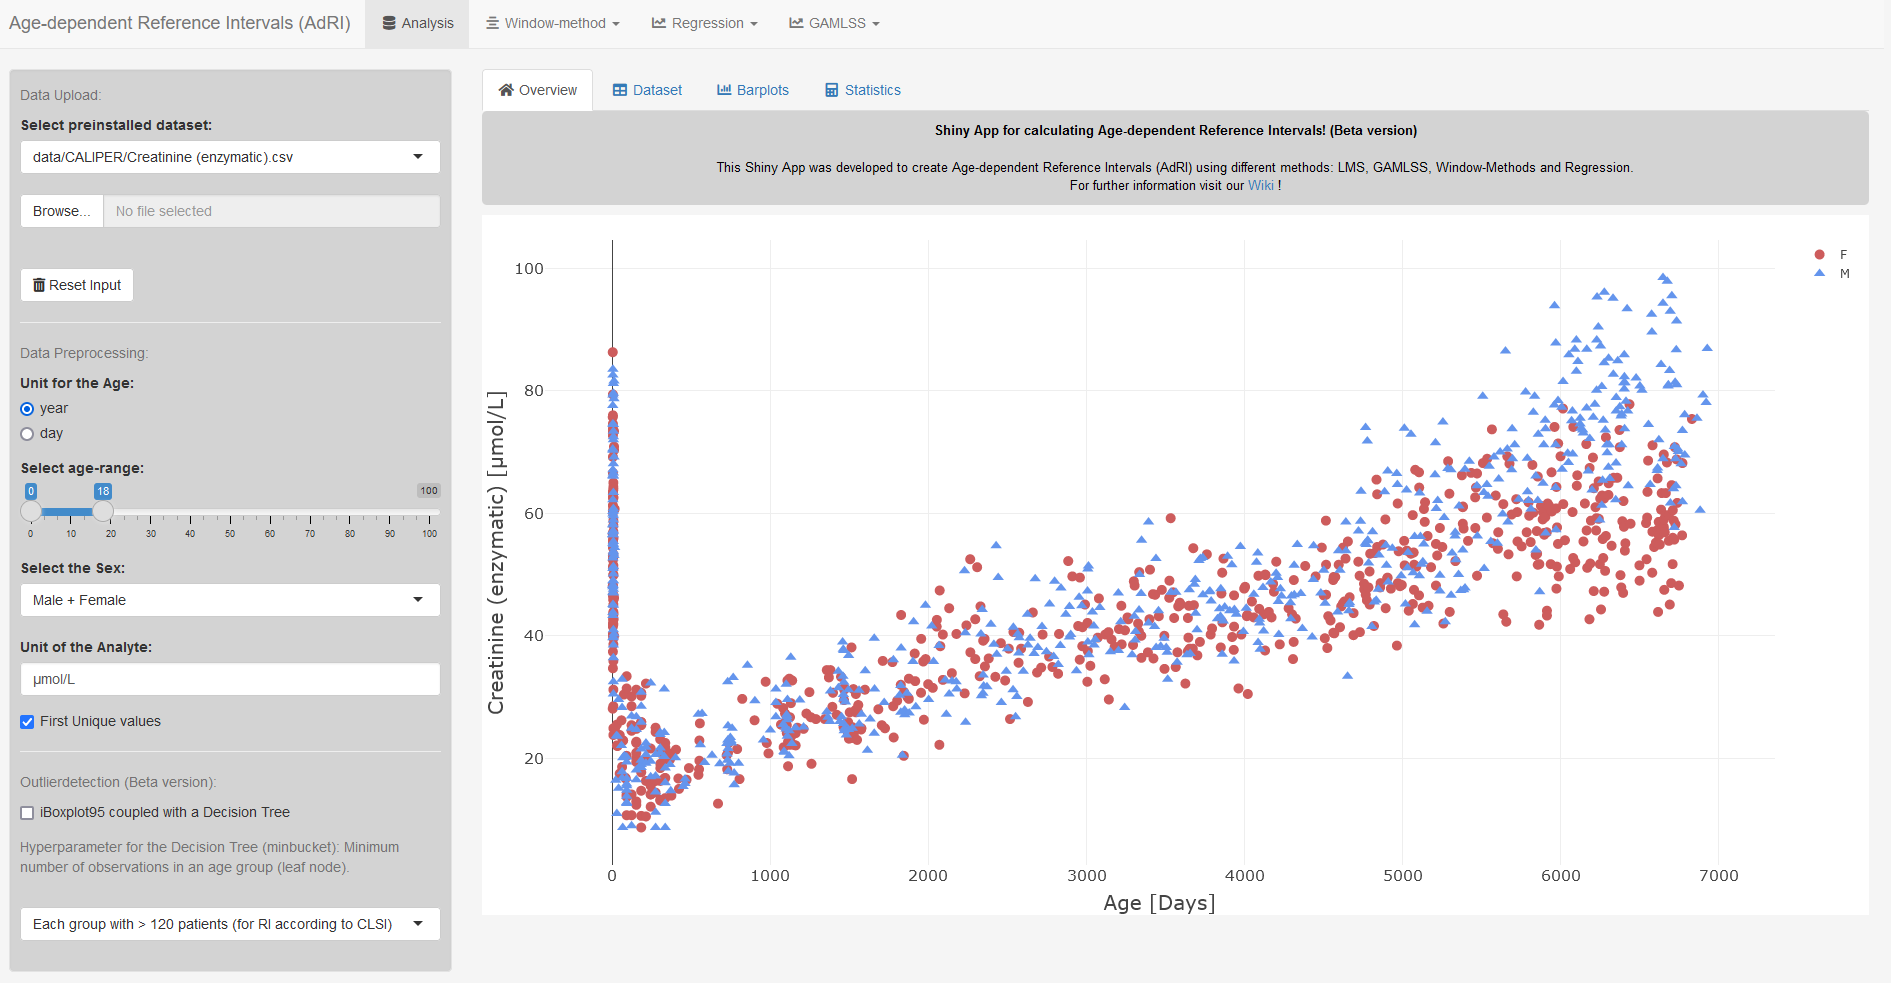 Age-dependent Reference Intervals (AdRI)
Analysis
Window-method
Regression
GAMLSS
Data Upload:
Select preinstalled dataset:
data/CALIPER/Creatinine (enzymatic).csv
Browse...
No file selected
Reset Input
Data Preprocessing:
Unit for the Age:
year
day
Select age-range:
0 18 100
0 10 20 30 40 50 60 70 80 90 100
Select the Sex:
Male + Female
Unit of the Analyte:
µmol/L
First Unique values
Outlierdetection (Beta version):
iBoxplot95 coupled with a Decision Tree
Hyperparameter for the Decision Tree (minbucket): Minimum
number of observations in an age group (leaf node).
Each group with > 120 patients (for RI according to CLSI)
Overview
Dataset
Barplots
Statistics
Shiny App for calculating Age-dependent Reference Intervals! (Beta version)
This Shiny App was developed to create Age-dependent Reference Intervals (AdRI) using different methods: LMS, GAMLSS, Window-Methods and Regression.
For further information visit our Wiki !
Creatinine (enzymatic) [µmol/L]
100
80
60
40
20
0 1000 2000 3000 4000 5000 6000 7000
Age [Days]
F
M